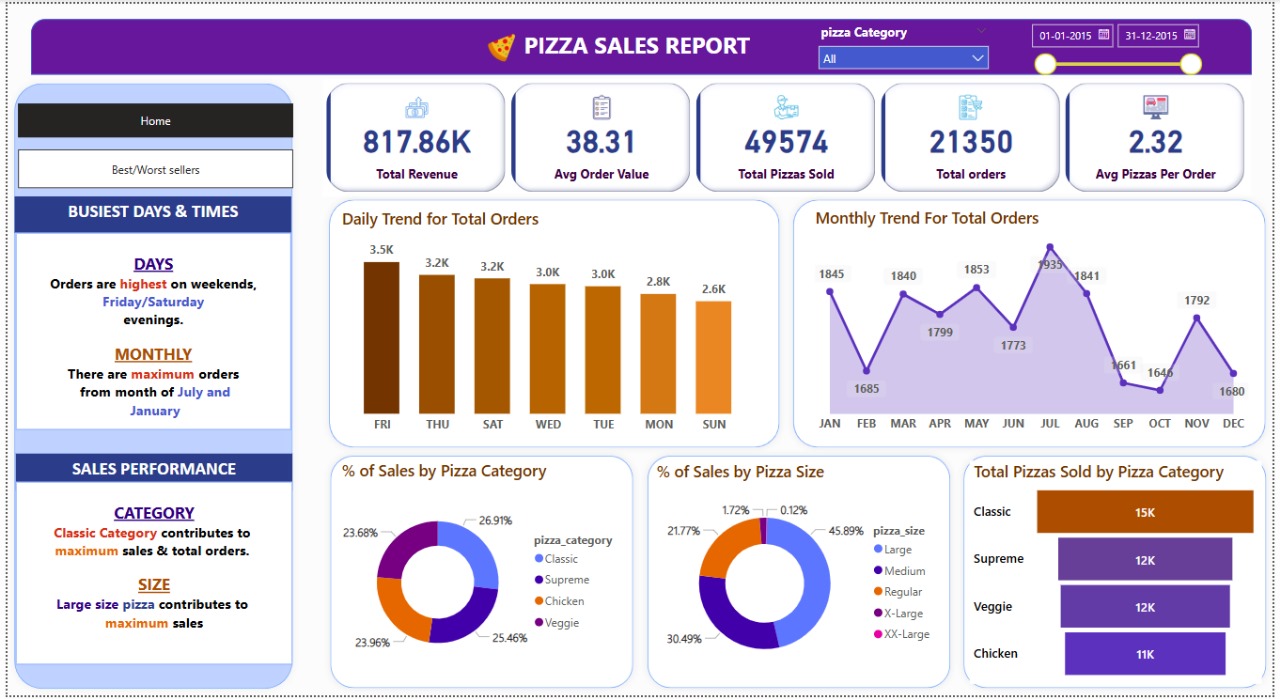 PIZZA SALES REPORT
pizza Category
All
01-01-2015
31-12-2015
Home
Best/Worst sellers
BUSIEST DAYS & TIMES
DAYS
Orders are highest on weekends,
Friday/Saturday
evenings.
MONTHLY
There are maximum orders
from month of July and
January
SALES PERFORMANCE
CATEGORY
Classic Category contributes to
maximum sales & total orders.
SIZE
Large size pizza contributes to
maximum sales
817.86K
Total Revenue
38.31
Avg Order Value
49574
Total Pizzas Sold
21350
Total orders
2.32
Avg Pizzas Per Order
Daily Trend for Total Orders
3.5K
3.2K
3.2K
3.0K
3.0K
2.8K
2.6K
FRI
THU
SAT
WED
TUE
MON
SUN
Monthly Trend For Total Orders
1845
1685
1840
1799
1853
1773
1935
1841
1661
1646
1792
1680
JAN
FEB
MAR
APR
MAY
JUN
JUL
AUG
SEP
OCT
NOV
DEC
% of Sales by Pizza Category
26.91%
25.46%
23.96%
23.68%
pizza_category
Classic
Supreme
Chicken
Veggie
% of Sales by Pizza Size
1.72%
0.12%
45.89%
30.49%
21.77%
pizza_size
Large
Medium
Regular
X-Large
XX-Large
Total Pizzas Sold by Pizza Category
Classic 15K
Supreme 12K
Veggie 12K
Chicken 11K